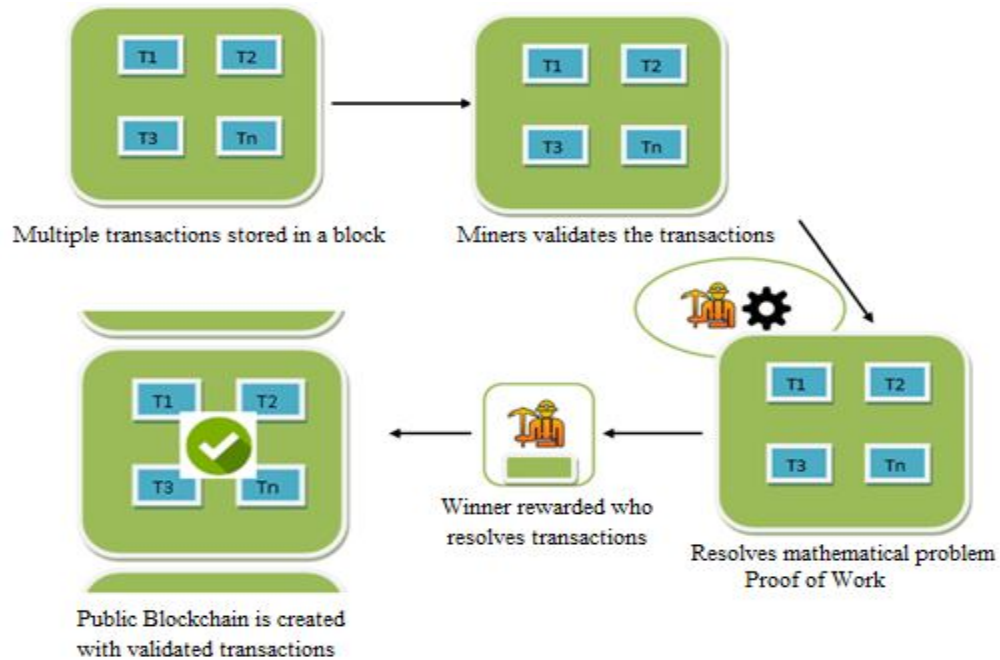 T1 T2
T3 Tn
Multiple transactions stored in a block
T1 T2
T3 Tn
Miners validates the transactions
T1 T2
T3 Tn
Resolves mathematical problem
Proof of Work
Winner rewarded who
resolves transactions
T1 T2
T3 Tn
Public Blockchain is created
with validated transactions